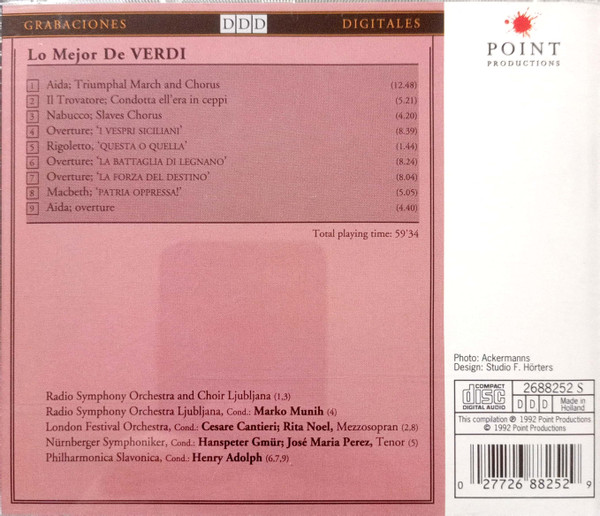 GRABACIONES DDD DIGITALES
Lo Mejor De VERDI
1 Aida; Triumphal March and Chorus (12.48)
2 Il Trovatore; Condotta ell'era in ceppi (5.21)
3 Nabucco; Slaves Chorus (4.20)
4 Overture; 'I VESPRI SICILIANI' (8.39)
5 Rigoletto, 'QUESTA O QUELLA' (1.44)
6 Overture; 'LA BATTAGLIA DI LEGNANO' (8.24)
7 Overture; 'LA FORZA DEL DESTINO' (8.04)
8 Macbeth; 'PATRIA OPPRESSA!' (5.05)
9 Aida; overture (4.40)
Total playing time: 59'34
Radio Symphony Orchestra and Choir Ljubljana (1,3)
Radio Symphony Orchestra Ljubljana, Cond.: Marko Munih (4)
London Festival Orchestra, Cond.: Cesare Cantieri; Rita Noel, Mezzosopran (2,8)
Nürnberger Symphoniker, Cond.: Hanspeter Gmür; José Maria Perez, Tenor (5)
Philharmonica Slavonica, Cond.: Henry Adolph (6,7,9)
POINT
PRODUCTIONS
Photo: Ackermanns
Design: Studio F. Hörters
COMPACT
disc
DIGITAL AUDIO
2688252 S
DDD
Made in
Holland
This compilation ℗ 1992 Point Productions
© 1992 Point Productions
0 27726 88252 9